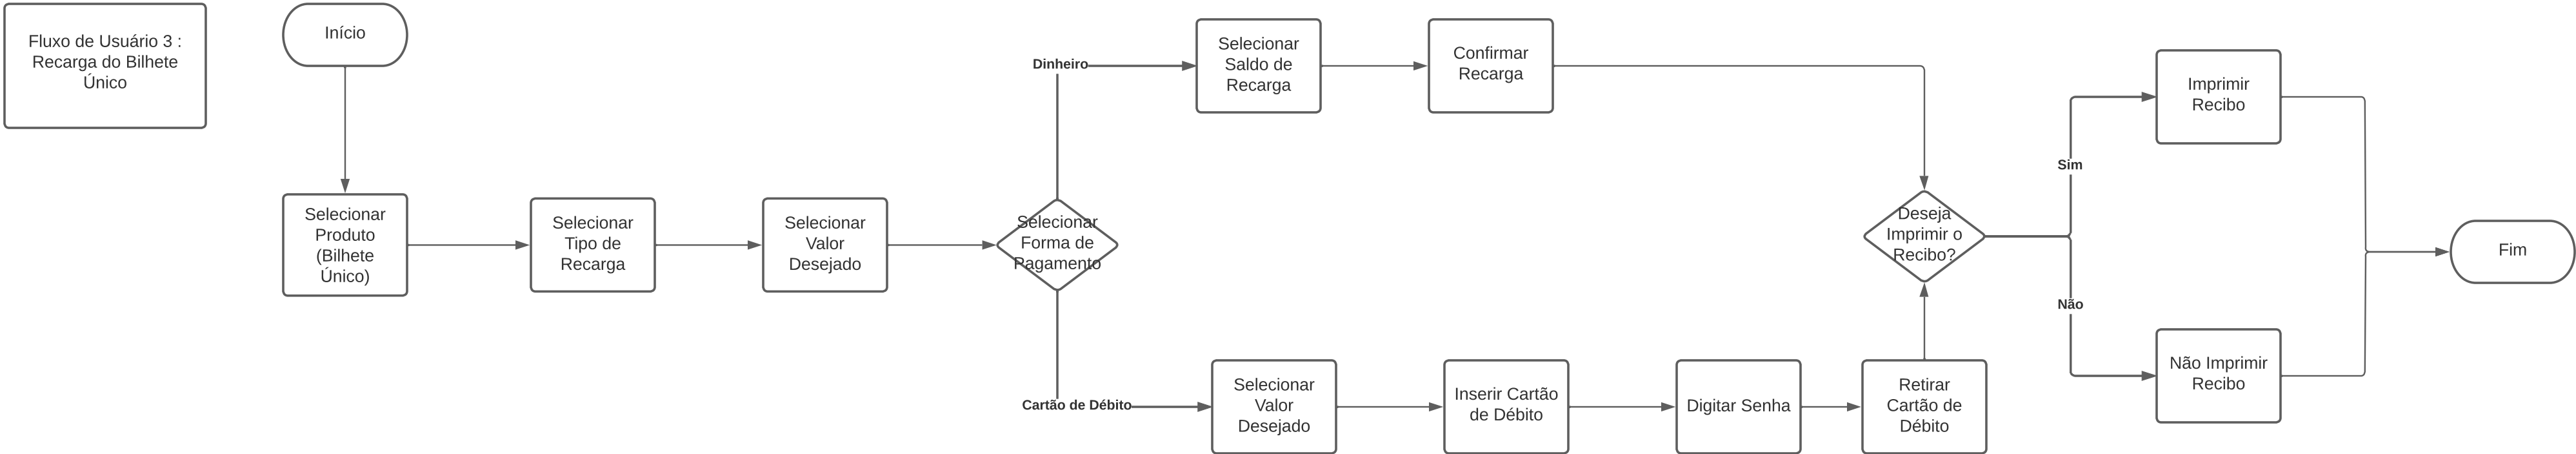 Fluxo de Usuário 3 :
Recarga do Bilhete
Único
Início
Selecionar
Produto
(Bilhete
Único)
Selecionar
Tipo de
Recarga
Selecionar
Valor
Desejado
Selecionar
Forma de
Pagamento
Dinheiro
Selecionar
Saldo de
Recarga
Confirmar
Recarga
Cartão de Débito
Selecionar
Valor
Desejado
Inserir Cartão
de Débito
Digitar Senha
Retirar
Cartão de
Débito
Deseja
Imprimir o
Recibo?
Sim
Imprimir
Recibo
Não
Não Imprimir
Recibo
Fim